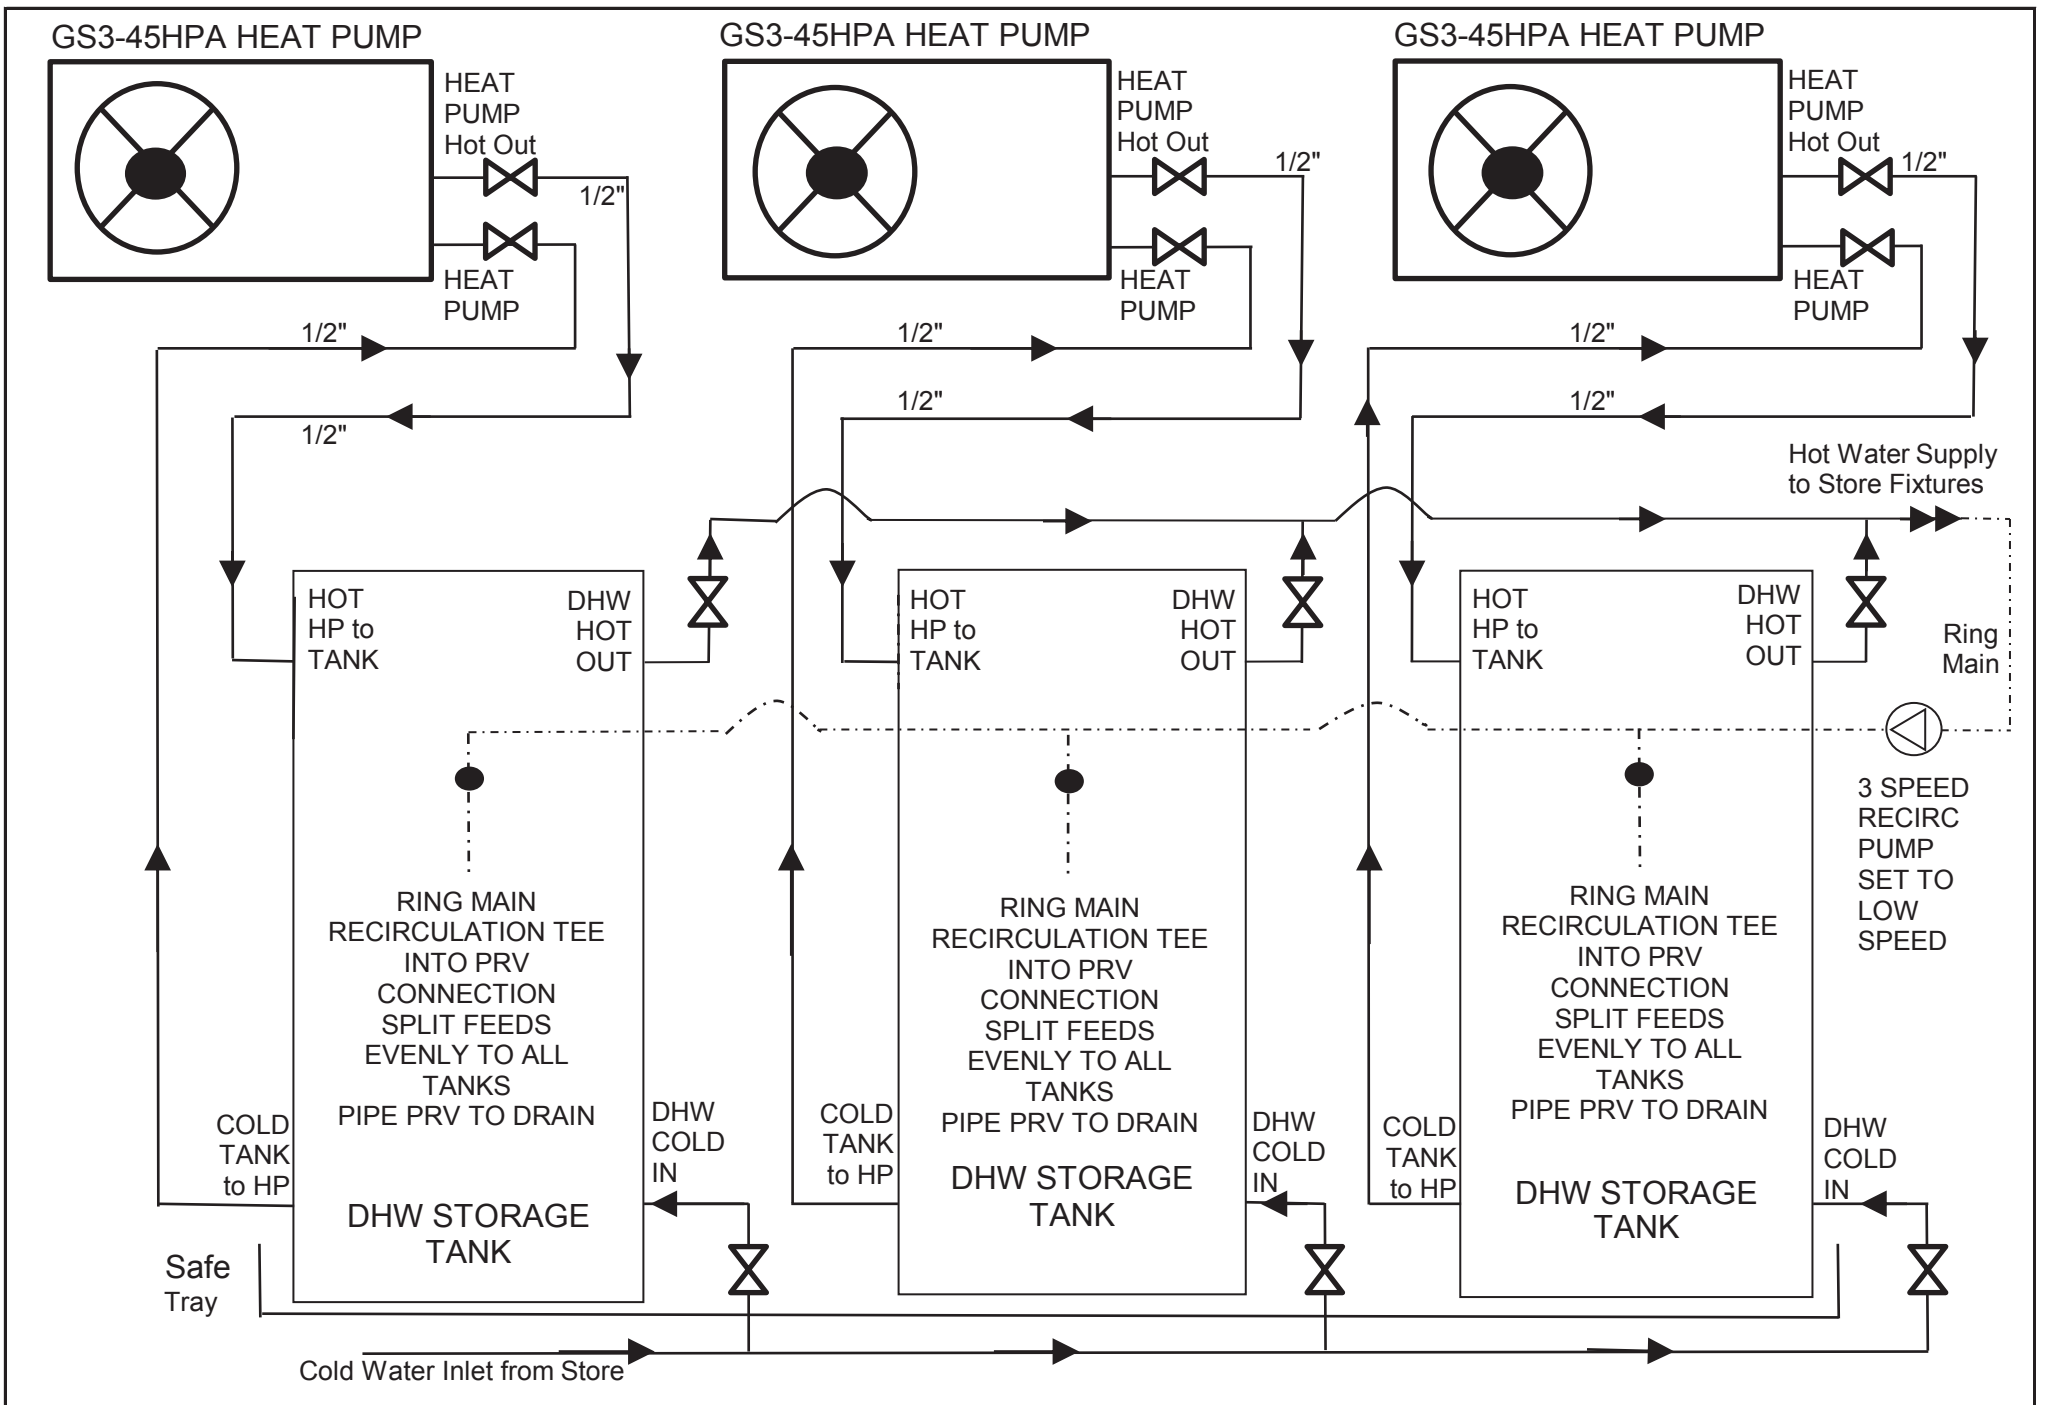 GS3-45HPA HEAT PUMP
GS3-45HPA HEAT PUMP
GS3-45HPA HEAT PUMP
HEAT
PUMP
Hot Out
1/2"
HEAT
PUMP
1/2"
1/2"
HEAT
PUMP
Hot Out
1/2"
HEAT
PUMP
1/2"
1/2"
HEAT
PUMP
Hot Out
1/2"
HEAT
PUMP
1/2"
1/2"
Hot Water Supply
to Store Fixtures
HOT
HP to
TANK
DHW
HOT
OUT
HOT
HP to
TANK
DHW
HOT
OUT
HOT
HP to
TANK
DHW
HOT
OUT
Ring
Main
3 SPEED
RECIRC
PUMP
SET TO
LOW
SPEED
RING MAIN
RECIRCULATION TEE
INTO PRV
CONNECTION
SPLIT FEEDS
EVENLY TO ALL
TANKS
PIPE PRV TO DRAIN
RING MAIN
RECIRCULATION TEE
INTO PRV
CONNECTION
SPLIT FEEDS
EVENLY TO ALL
TANKS
PIPE PRV TO DRAIN
RING MAIN
RECIRCULATION TEE
INTO PRV
CONNECTION
SPLIT FEEDS
EVENLY TO ALL
TANKS
PIPE PRV TO DRAIN
COLD
TANK
to HP
DHW STORAGE
TANK
DHW
COLD
IN
COLD
TANK
to HP
DHW STORAGE
TANK
DHW
COLD
IN
COLD
TANK
to HP
DHW STORAGE
TANK
DHW
COLD
IN
Safe
Tray
Cold Water Inlet from Store